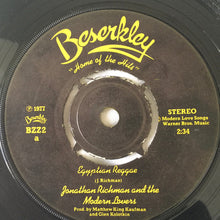 Beserkley
"Home of the Hits"
℗ 1977
Beserkley
BZZ2
a
STEREO
Modern Love Songs
Warner Bros. Music
2:34
Egyptian Reggae
(J Richman)
Jonathan Richman and the
Modern Lovers
Prod. by Matthew King Kaufman
and Glen Kolotkin